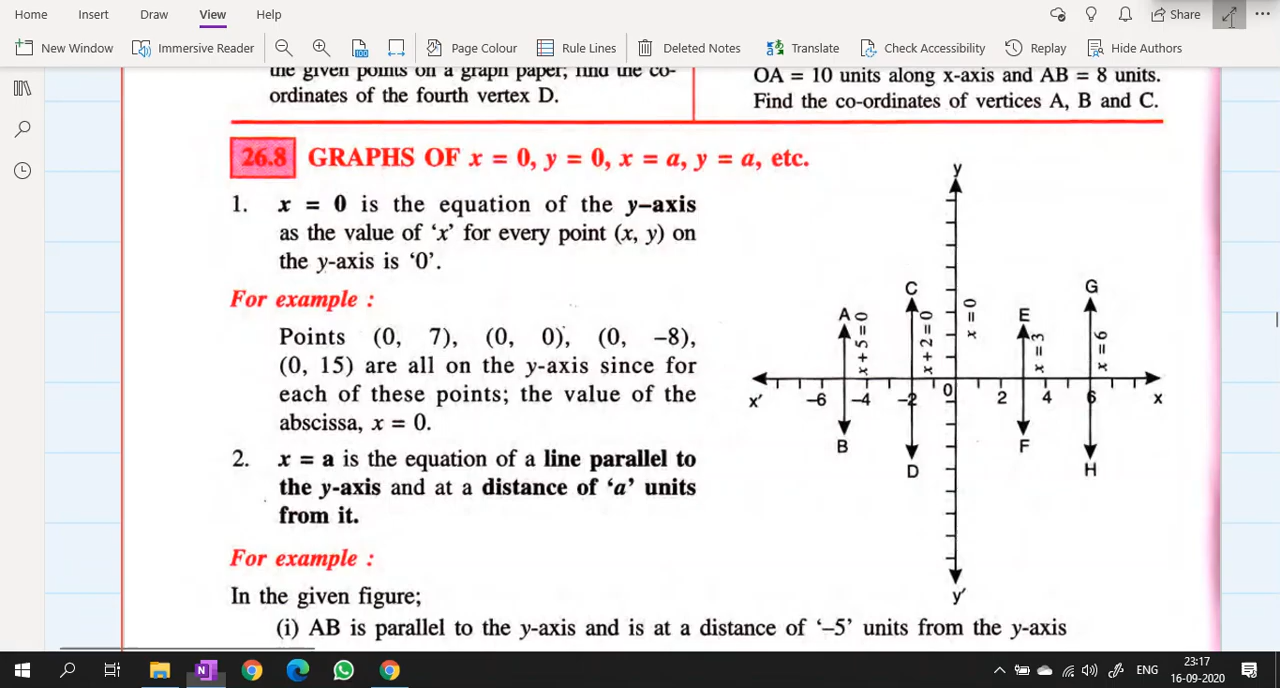 Home Insert Draw View Help Share
New Window Immersive Reader Page Colour Rule Lines Deleted Notes Translate Check Accessibility Replay Hide Authors
the given points on a graph paper; find the co-
ordinates of the fourth vertex D.
OA = 10 units along x-axis and AB = 8 units.
Find the co-ordinates of vertices A, B and C.
26.8 GRAPHS OF x = 0, y = 0, x = a, y = a, etc.
1. x = 0 is the equation of the y–axis
as the value of ‘x’ for every point (x, y) on
the y-axis is ‘0’.
For example :
Points (0, 7), (0, 0), (0, –8),
(0, 15) are all on the y-axis since for
each of these points; the value of the
abscissa, x = 0.
2. x = a is the equation of a line parallel to
the y-axis and at a distance of ‘a’ units
from it.
For example :
In the given figure;
(i) AB is parallel to the y-axis and is at a distance of ‘–5’ units from the y-axis
y
A
x + 5 = 0
C
x + 2 = 0
x = 0
E
x = 3
G
x = 6
x′ –6 –4 –2 0 2 4 6 x
B
D
F
H
y′
N
ENG
23:17
16-09-2020